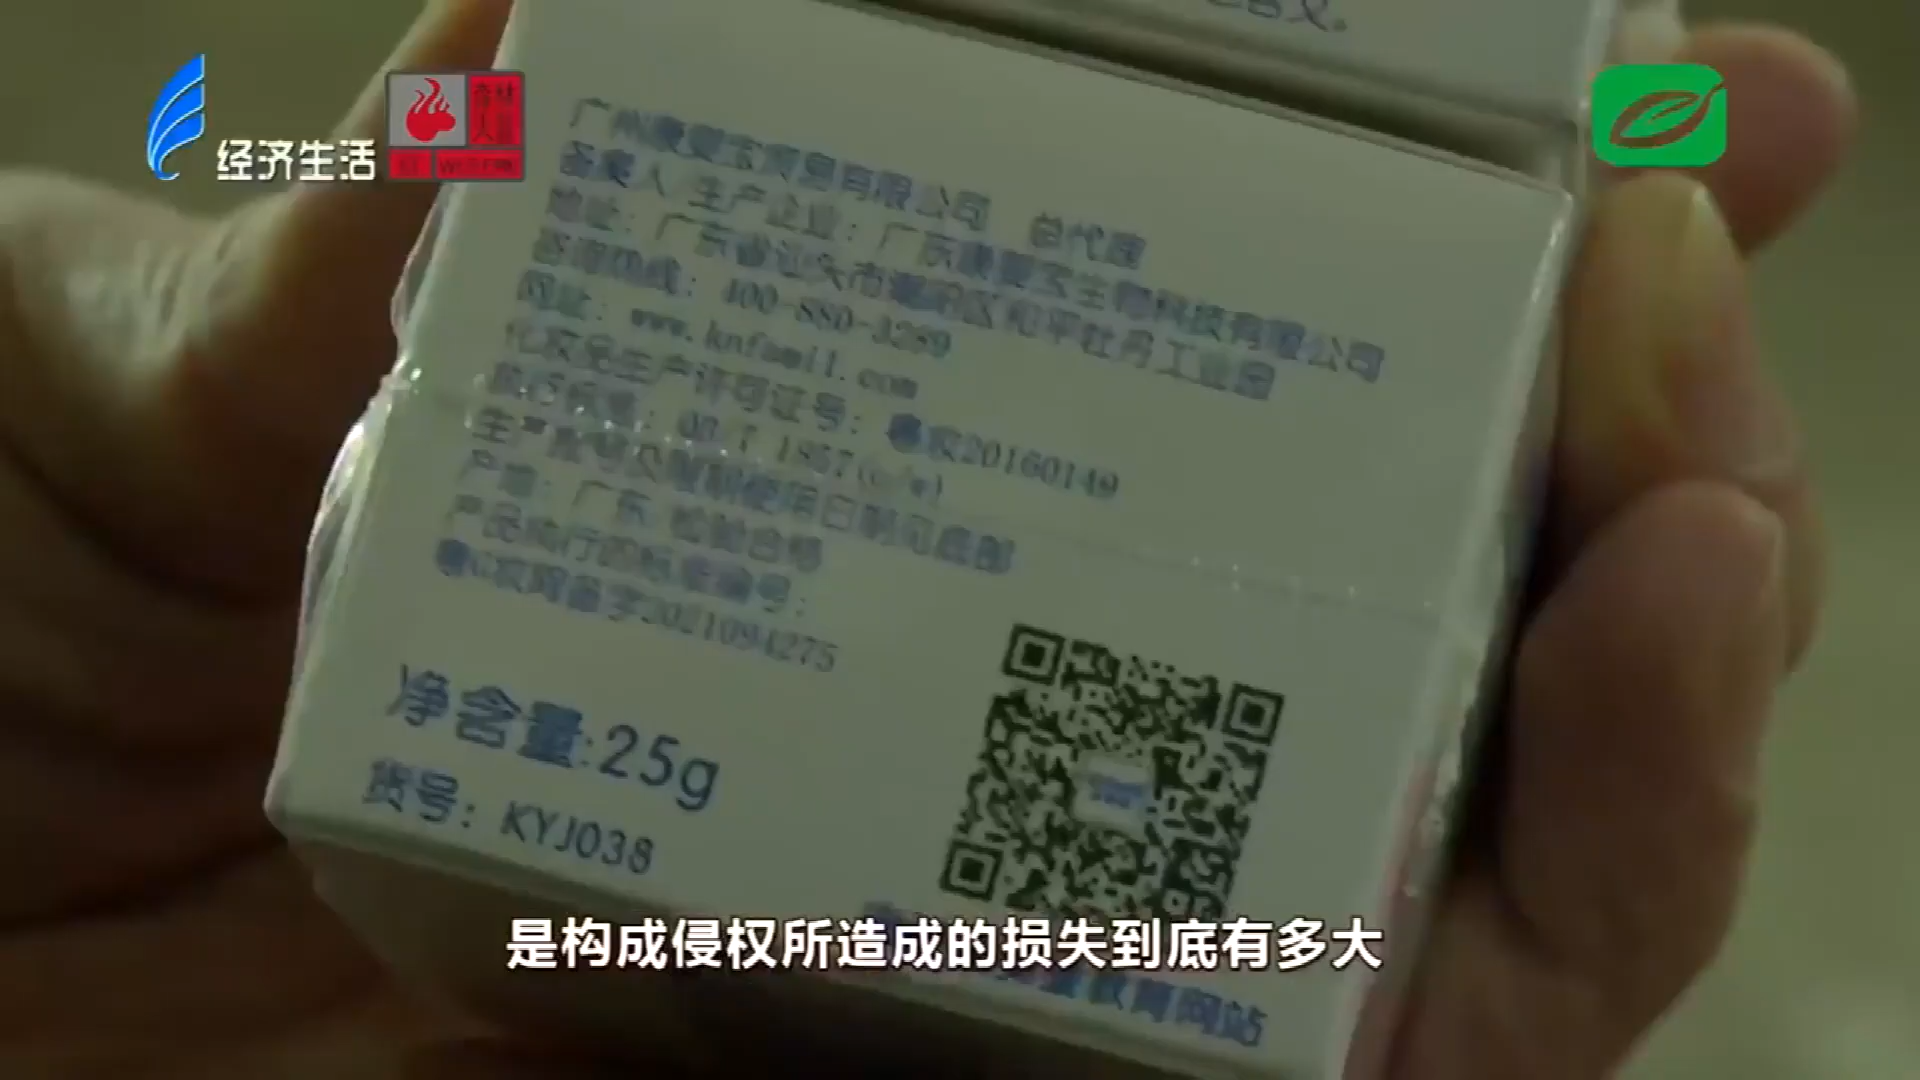 经济生活
广州康婴宝贸易有限公司 总代理
备案人/生产企业：广东康婴宝生物科技有限公司
地址：广东省汕头市潮阳区和平牡丹工业园
咨询热线：400-880-3289
网址：www.knfamil.com
化妆品生产许可证号：粤妆20160149
执行标准：QB/T 1857(o/w)
生产批号及限期使用日期见底部
产地：广东 检验合格
产品执行的标准编号：
粤G妆网备字2021094275
净含量:25g
货号：KYJ038
教育网站
是构成侵权所造成的损失到底有多大